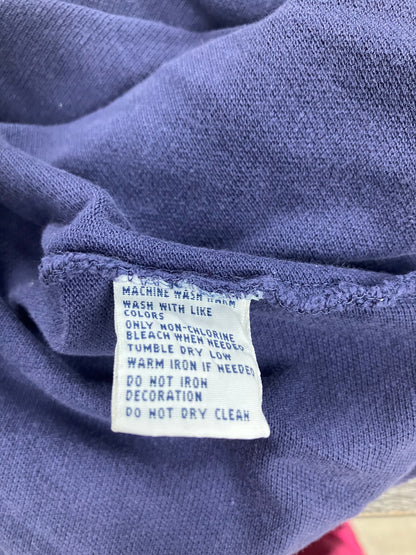 MACHINE WASH WARM
WASH WITH LIKE
COLORS
ONLY NON-CHLORINE
BLEACH WHEN NEEDED
TUMBLE DRY LOW
WARM IRON IF NEEDED
DO NOT IRON
DECORATION
DO NOT DRY CLEAN